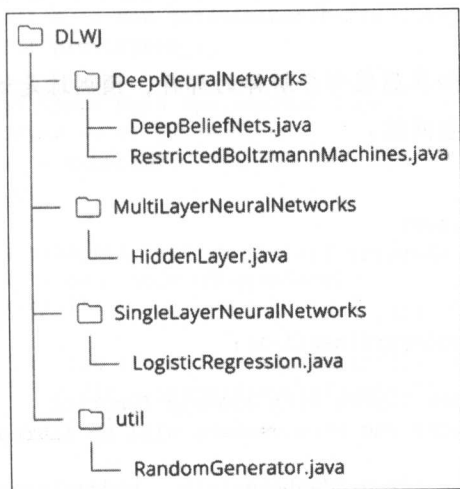 DLWJ
DeepNeuralNetworks
DeepBeliefNets.java
RestrictedBoltzmannMachines.java
MultiLayerNeuralNetworks
HiddenLayer.java
SingleLayerNeuralNetworks
LogisticRegression.java
util
RandomGenerator.java